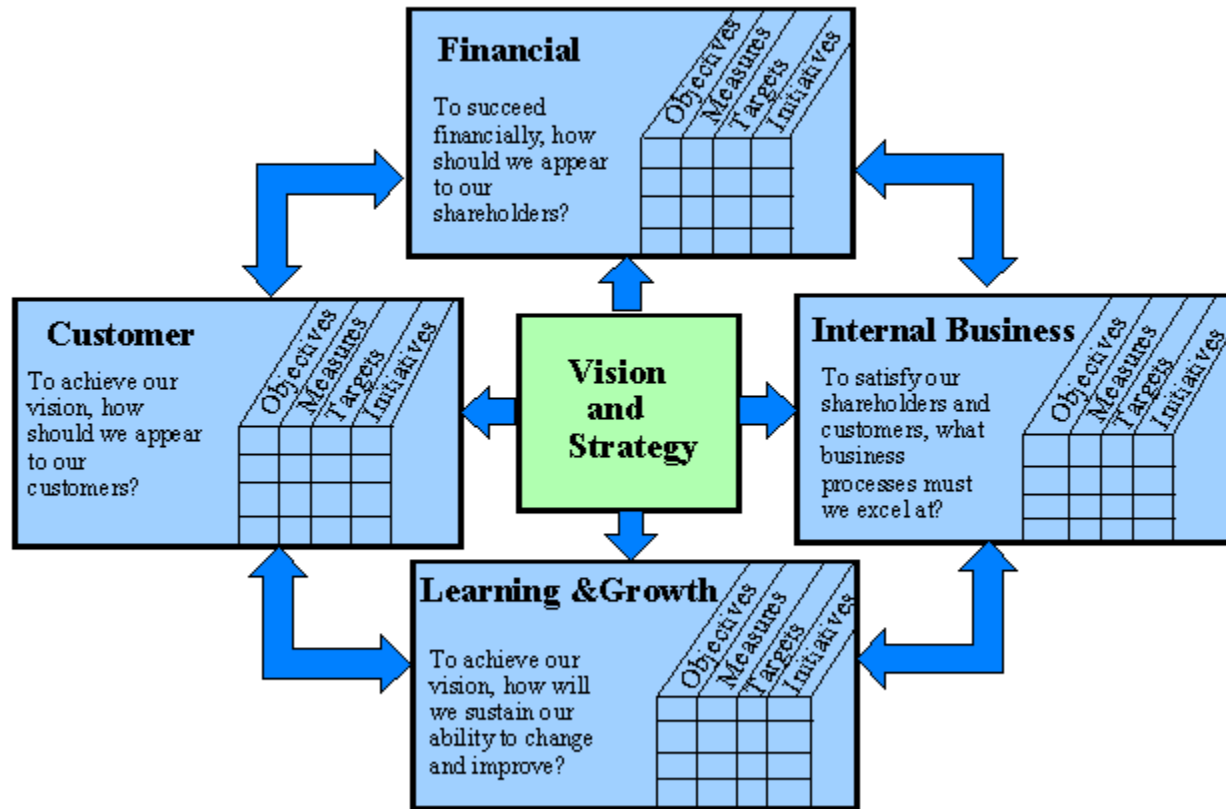 Financial
To succeed
financially, how
should we appear
to our
shareholders?
Objectives
Measures
Targets
Initiatives
Customer
To achieve our
vision, how
should we appear
to our
customers?
Objectives
Measures
Targets
Initiatives
Vision
and
Strategy
Internal Business
To satisfy our
shareholders and
customers, what
business
processes must
we excel at?
Objectives
Measures
Targets
Initiatives
Learning &Growth
To achieve our
vision, how will
we sustain our
ability to change
and improve?
Objectives
Measures
Targets
Initiatives